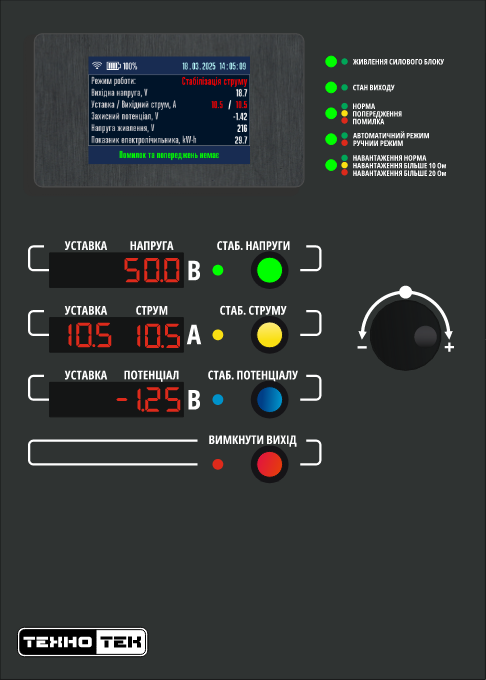 100% 18.03.2025 14:05:09
Режим роботи: Стабілізація струму
Вихідна напруга, V 18.7
Уставка / Вихідний струм, A 10.5 / 10.5
Захисний потенціал, V -1.42
Напруга живлення, V 216
Показник електролічильника, kW·h 29.7
Помилок та попереджень немає
ЖИВЛЕННЯ СИЛОВОГО БЛОКУ
СТАН ВИХОДУ
НОРМА
ПОПЕРЕДЖЕННЯ
ПОМИЛКА
АВТОМАТИЧНИЙ РЕЖИМ
РУЧНИЙ РЕЖИМ
НАВАНТАЖЕННЯ НОРМА
НАВАНТАЖЕННЯ БІЛЬШЕ 10 Ом
НАВАНТАЖЕННЯ БІЛЬШЕ 20 Ом
УСТАВКА НАПРУГА СТАБ. НАПРУГИ
50.0 В
УСТАВКА СТРУМ СТАБ. СТРУМУ
10.5 10.5 А
УСТАВКА ПОТЕНЦІАЛ СТАБ. ПОТЕНЦІАЛУ
-1.25 В
ВИМКНУТИ ВИХІД
− +
ТЕХНО ТЕК